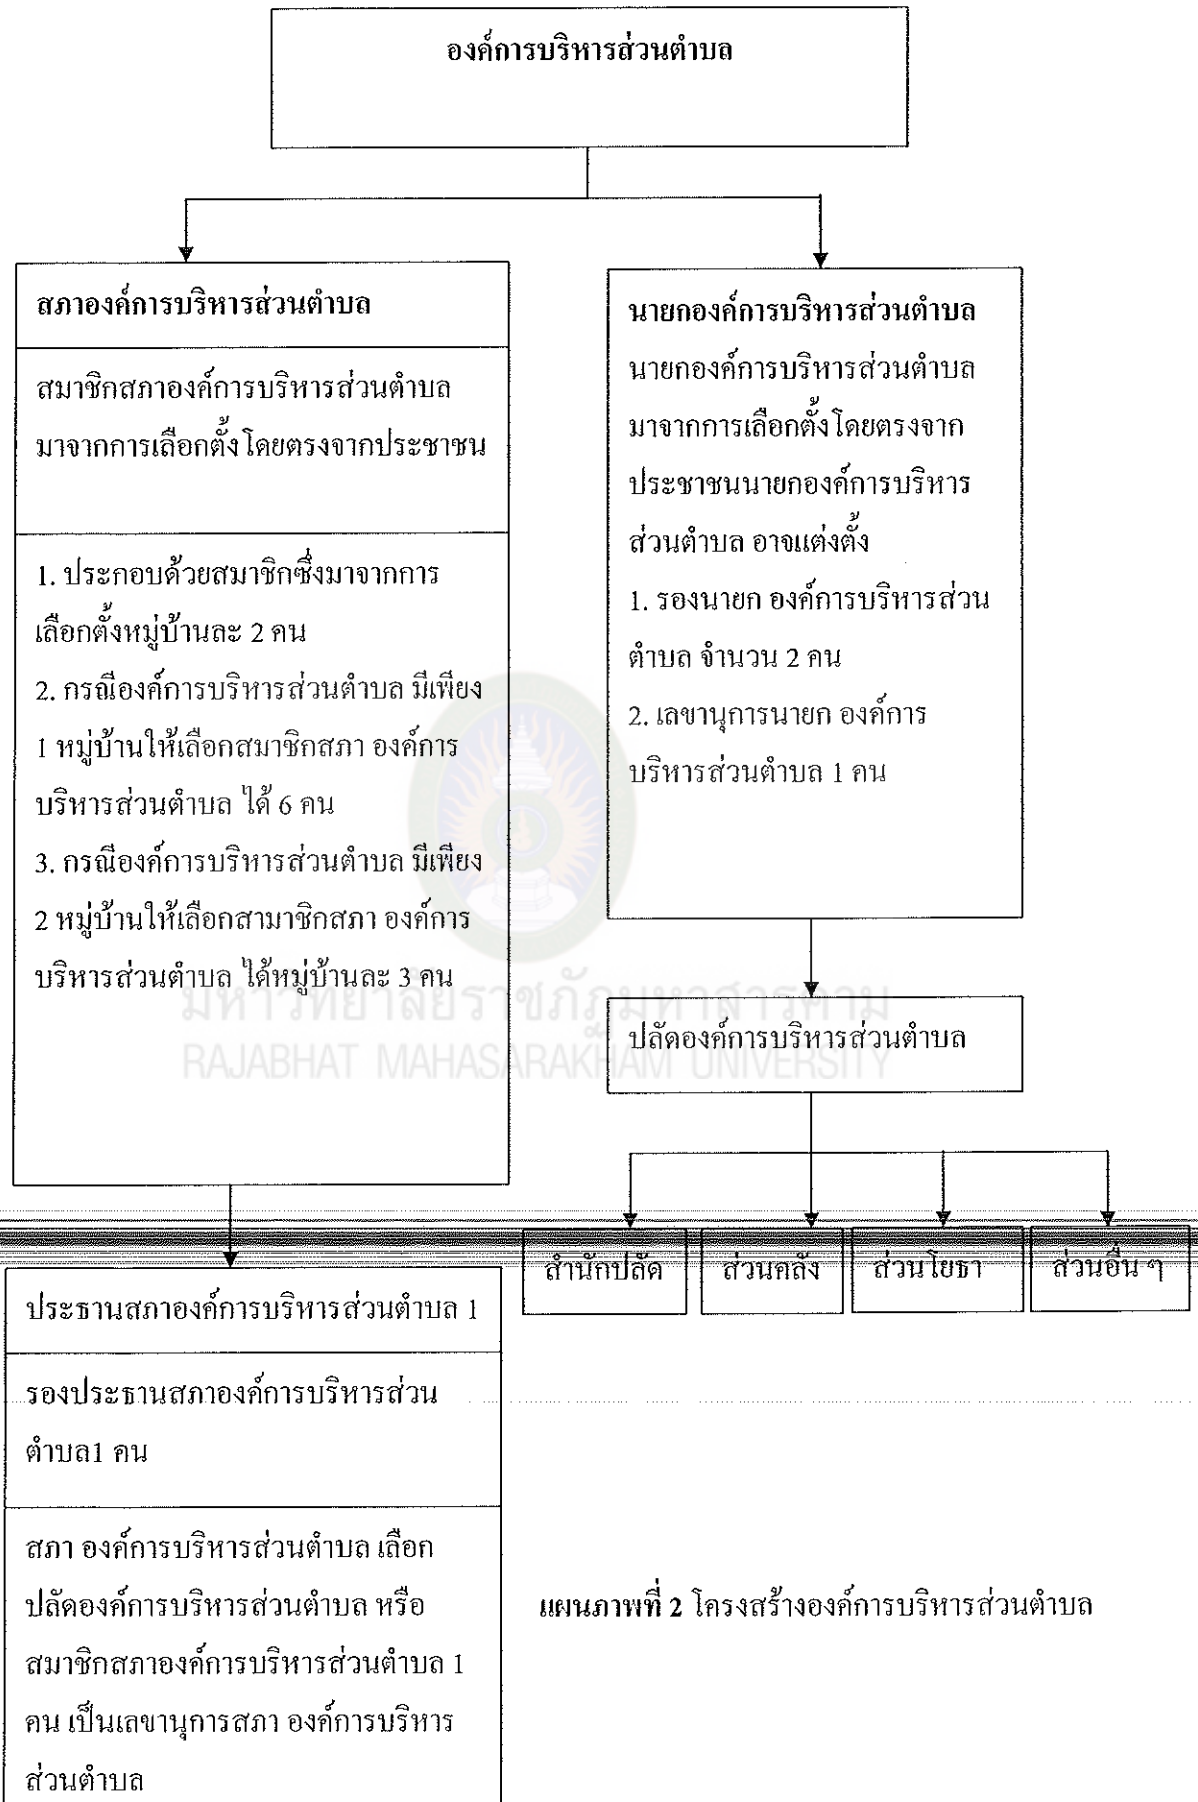 องค์การบริหารส่วนตำบล
สภาองค์การบริหารส่วนตำบล
สมาชิกสภาองค์การบริหารส่วนตำบล
มาจากการเลือกตั้งโดยตรงจากประชาชน
1. ประกอบด้วยสมาชิกซึ่งมาจากการ
เลือกตั้งหมู่บ้านละ 2 คน
2. กรณีองค์การบริหารส่วนตำบล มีเพียง
1 หมู่บ้านให้เลือกสมาชิกสภา องค์การ
บริหารส่วนตำบล ได้ 6 คน
3. กรณีองค์การบริหารส่วนตำบล มีเพียง
2 หมู่บ้านให้เลือกสามาชิกสภา องค์การ
บริหารส่วนตำบล ได้หมู่บ้านละ 3 คน
นายกองค์การบริหารส่วนตำบล
นายกองค์การบริหารส่วนตำบล
มาจากการเลือกตั้งโดยตรงจาก
ประชาชนนายกองค์การบริหาร
ส่วนตำบล อาจแต่งตั้ง
1. รองนายก องค์การบริหารส่วน
ตำบล จำนวน 2 คน
2. เลขานุการนายก องค์การ
บริหารส่วนตำบล 1 คน
มหาวิทยาลัยราชภัฏมหาสารคาม
RAJABHAT MAHASARAKHAM UNIVERSITY
ปลัดองค์การบริหารส่วนตำบล
สำนักปลัด
ส่วนคลัง
ส่วนโยธา
ส่วนอื่น ๆ
ประธานสภาองค์การบริหารส่วนตำบล 1
รองประธานสภาองค์การบริหารส่วน
ตำบล1 คน
สภา องค์การบริหารส่วนตำบล เลือก
ปลัดองค์การบริหารส่วนตำบล หรือ
สมาชิกสภาองค์การบริหารส่วนตำบล 1
คน เป็นเลขานุการสภา องค์การบริหาร
ส่วนตำบล
แผนภาพที่ 2 โครงสร้างองค์การบริหารส่วนตำบล